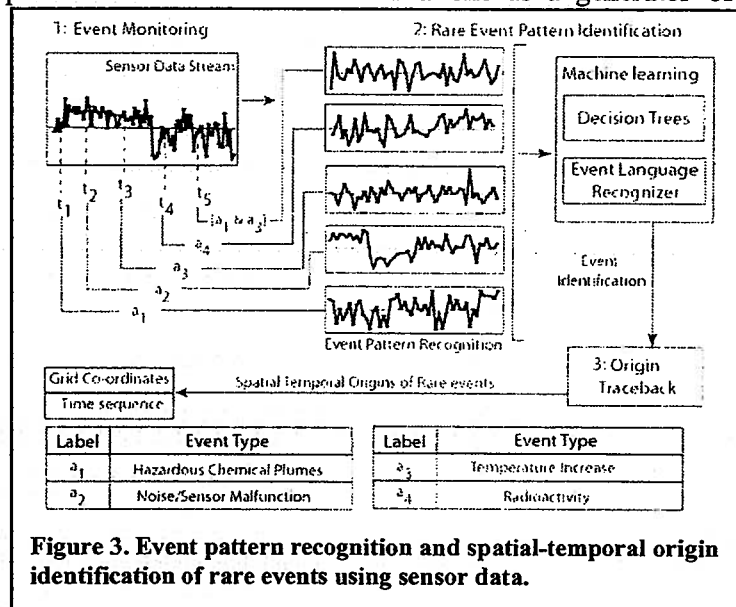 1: Event Monitoring
2: Rare Event Pattern Identification
Sensor Data Stream
t1
t2
t3
t4
t5
[a1 & a3]
a4
a3
a2
a1
Event Pattern Recognition
Machine learning
Decision Trees
Event Language
Recognizer
Event
Identification
3: Origin
Traceback
Spatial Temporal Origins of Rare events
Grid Co-ordinates
Time sequence
Label Event Type
a1 Hazardous Chemical Plumes
a2 Noise/Sensor Malfunction
Label Event Type
a3 Temperature Increase
a4 Radioactivity
Figure 3. Event pattern recognition and spatial-temporal origin
identification of rare events using sensor data.